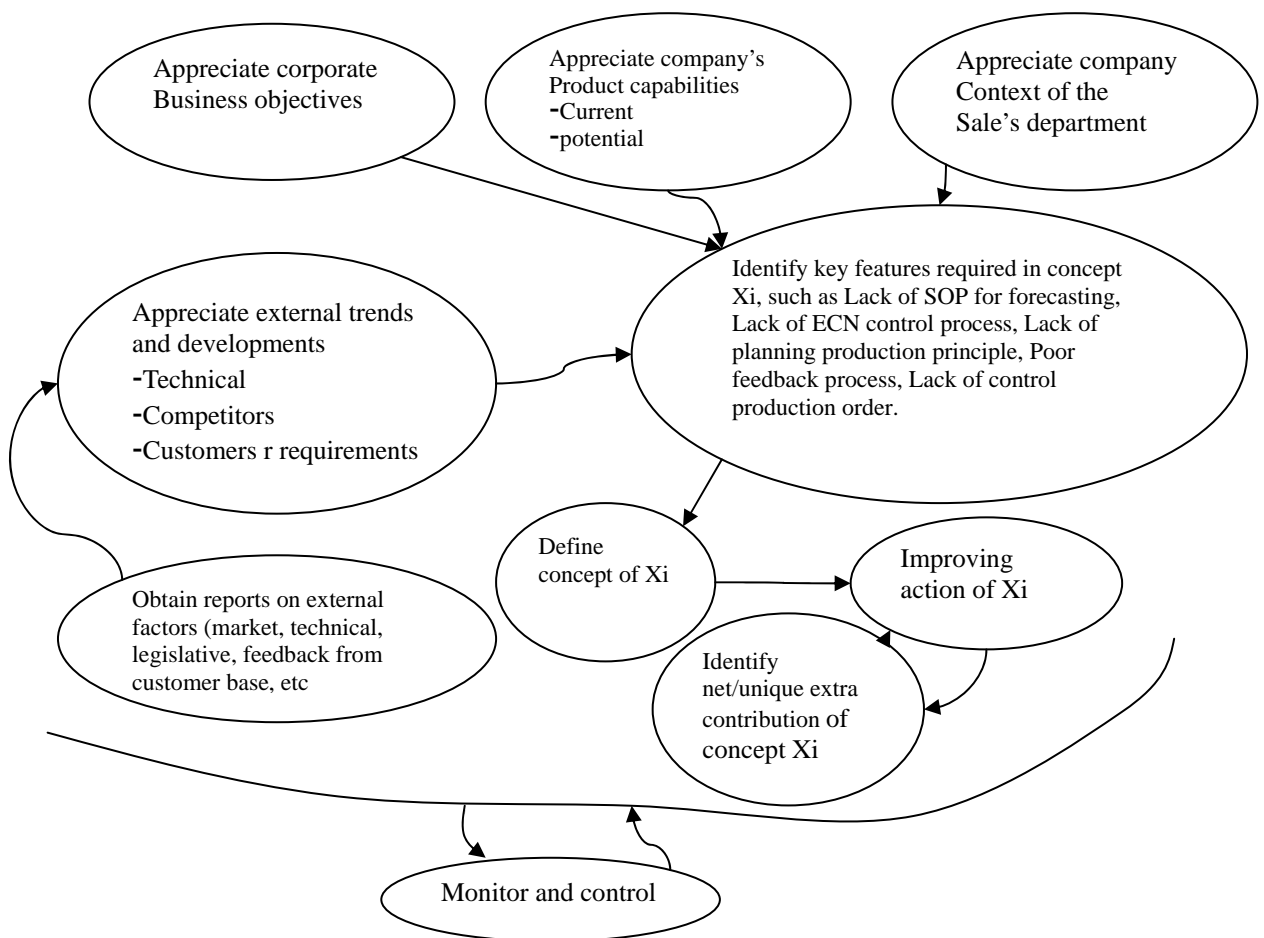 Appreciate corporate
Business objectives
Appreciate company's
Product capabilities
-Current
-potential
Appreciate company
Context of the
Sale's department
Identify key features required in concept
Xi, such as Lack of SOP for forecasting,
Lack of ECN control process, Lack of
planning production principle, Poor
feedback process, Lack of control
production order.
Appreciate external trends
and developments
-Technical
-Competitors
-Customers r requirements
Define
concept of Xi
Improving
action of Xi
Obtain reports on external
factors (market, technical,
legislative, feedback from
customer base, etc
Identify
net/unique extra
contribution of
concept Xi
Monitor and control